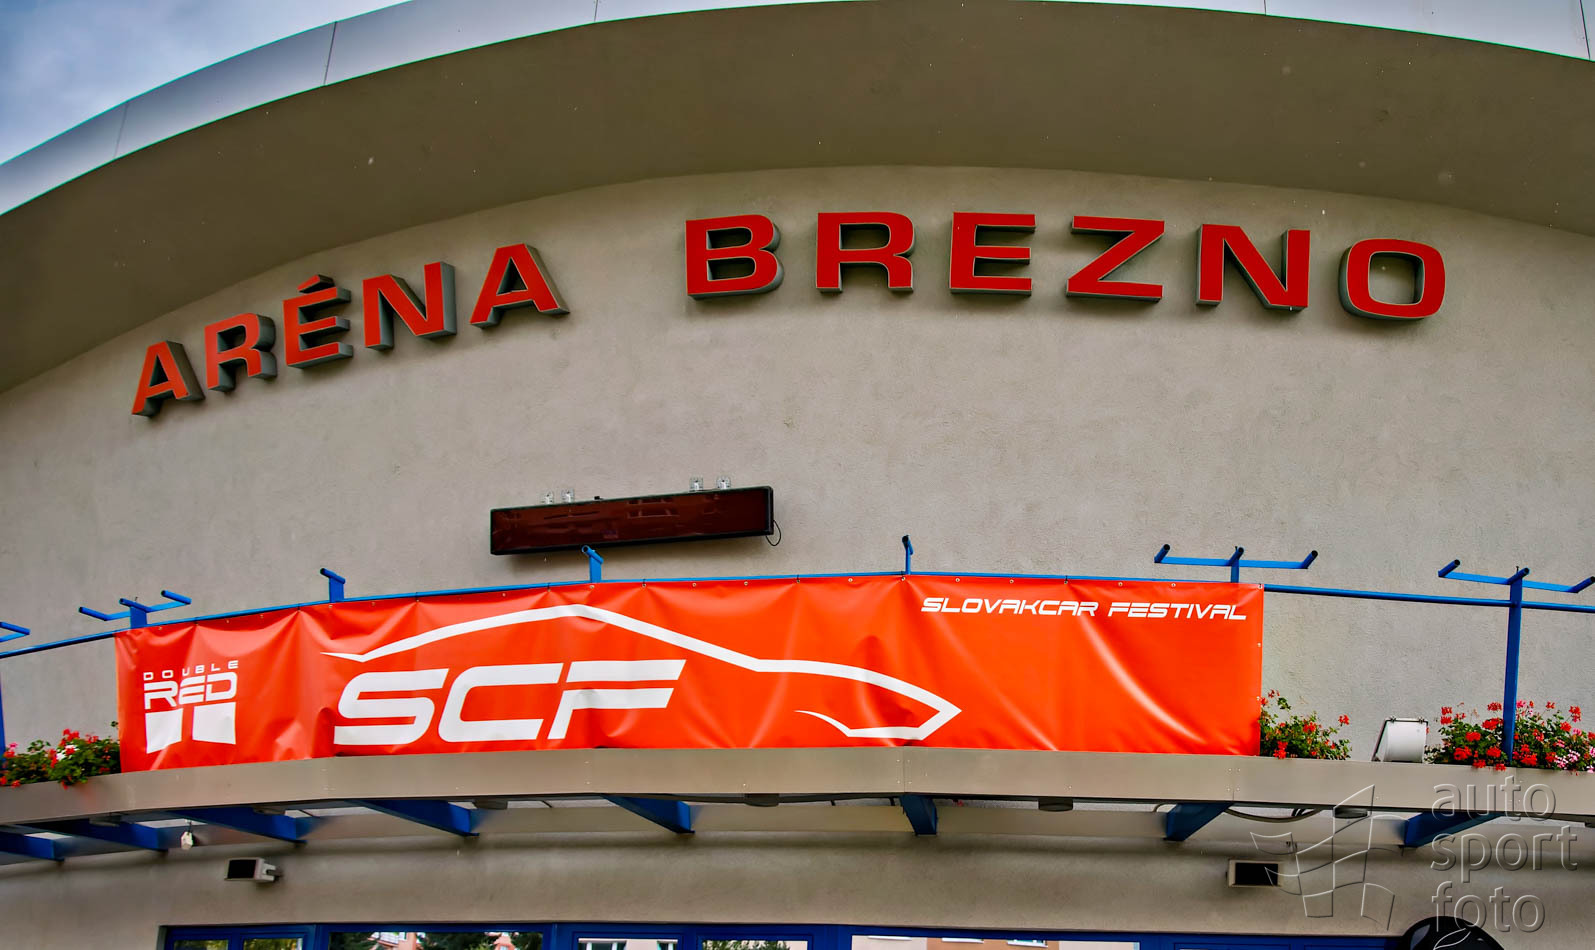 ARÉNA BREZNO
SLOVAKCAR FESTIVAL
DOUBLE
RED
SCF
auto
sport
foto